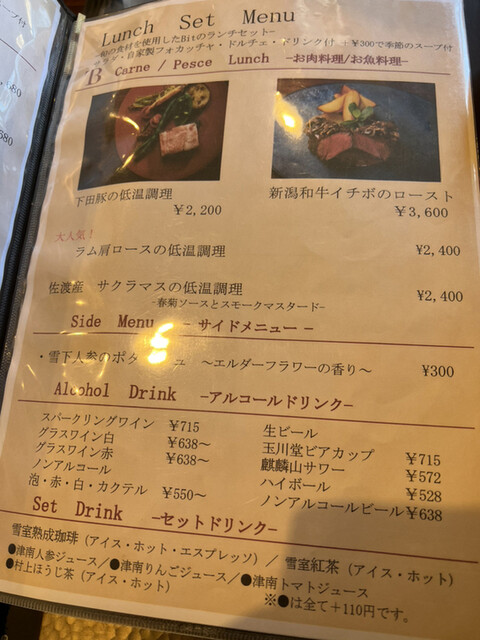 Lunch Set Menu
-旬の食材を使用したBitのランチセット-
サラダ・自家製フォカッチャ・ドルチェ・ドリンク付 +¥300で季節のスープ付
B Carne / Pesce Lunch -お肉料理/お魚料理-
下田豚の低温調理
¥2,200
新潟和牛イチボのロースト
¥3,600
大人気!
ラム肩ロースの低温調理 ¥2,400
佐渡産 サクラマスの低温調理 ¥2,400
-春菊ソースとスモークマスタード-
Side Menu - サイドメニュー -
・雪下人参のポタージュ ~エルダーフラワーの香り~ ¥300
Alcohol Drink -アルコールドリンク-
スパークリングワイン ¥715
グラスワイン白 ¥638~
グラスワイン赤 ¥638~
ノンアルコール
泡・赤・白・カクテル ¥550~
生ビール
玉川堂ビアカップ ¥715
麒麟山サワー ¥572
ハイボール ¥528
ノンアルコールビール ¥638
Set Drink -セットドリンク-
雪室熟成珈琲 (アイス・ホット・エスプレッソ) / 雪室紅茶 (アイス・ホット)
●津南人参ジュース/●津南りんごジュース/●津南トマトジュース
●村上ほうじ茶 (アイス・ホット)
※●は全て+110円です。